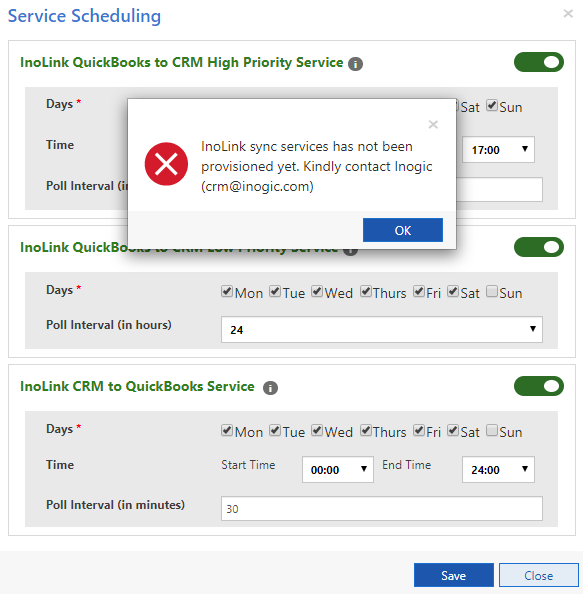 Service Scheduling
×
InoLink QuickBooks to CRM High Priority Service i
Days *
Sat Sun
Time
17:00
Poll Interval (in
×
InoLink sync services has not been
provisioned yet. Kindly contact Inogic
(crm@inogic.com)
OK
InoLink QuickBooks to CRM Low Priority Service i
Days *
Mon Tue Wed Thurs Fri Sat Sun
Poll Interval (in hours)
24
InoLink CRM to QuickBooks Service i
Days *
Mon Tue Wed Thurs Fri Sat Sun
Time Start Time 00:00 End Time 24:00
Poll Interval (in minutes)
30
Save Close